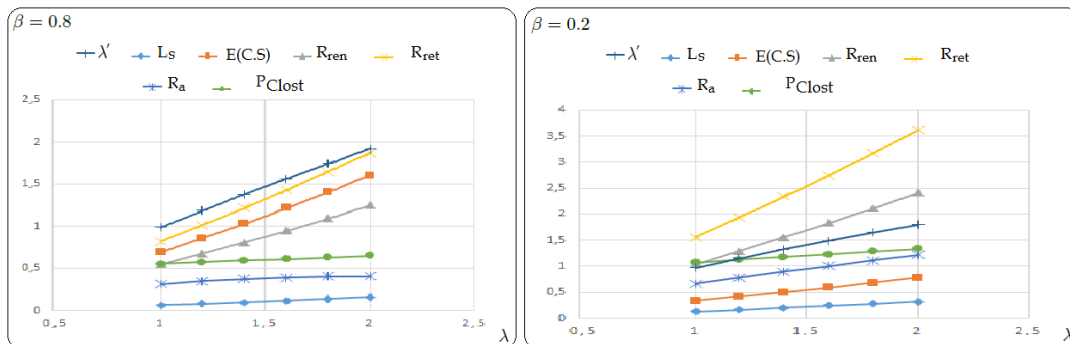 β = 0.8
λ′ Ls E(C.S) Rren Rret
Ra PClost
2,5
2
1,5
1
0,5
0
0,5 1 1,5 2 2,5
λ
β = 0.2
λ′ Ls E(C.S) Rren Rret
Ra PClost
4
3,5
3
2,5
2
1,5
1
0,5
0
0,5 1 1,5 2 2,5
λ